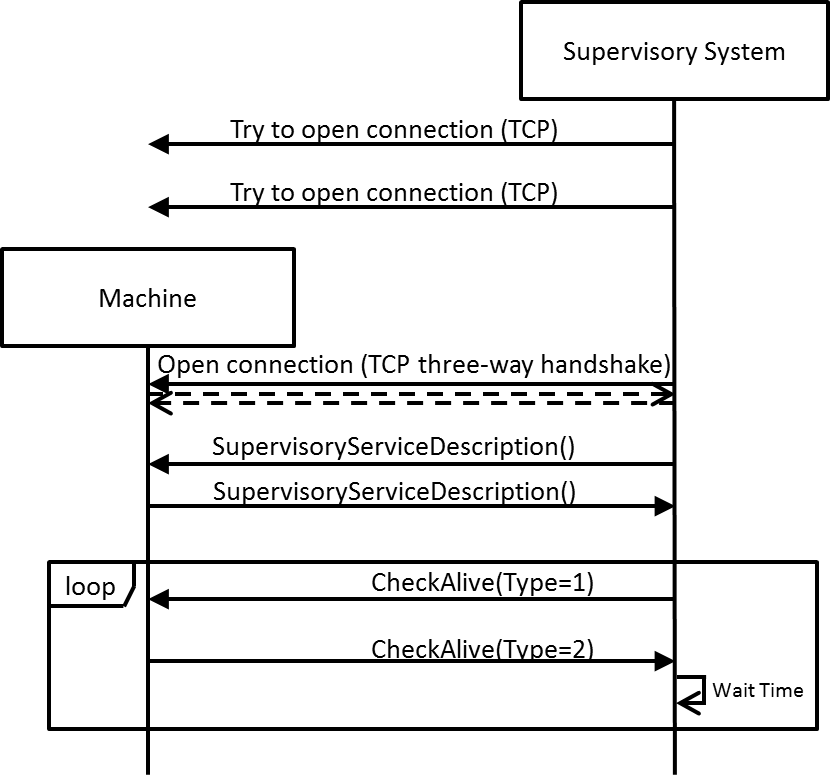 Supervisory System
Try to open connection (TCP)
Try to open connection (TCP)
Machine
Open connection (TCP three-way handshake)
SupervisoryServiceDescription()
SupervisoryServiceDescription()
loop
CheckAlive(Type=1)
CheckAlive(Type=2)
Wait Time